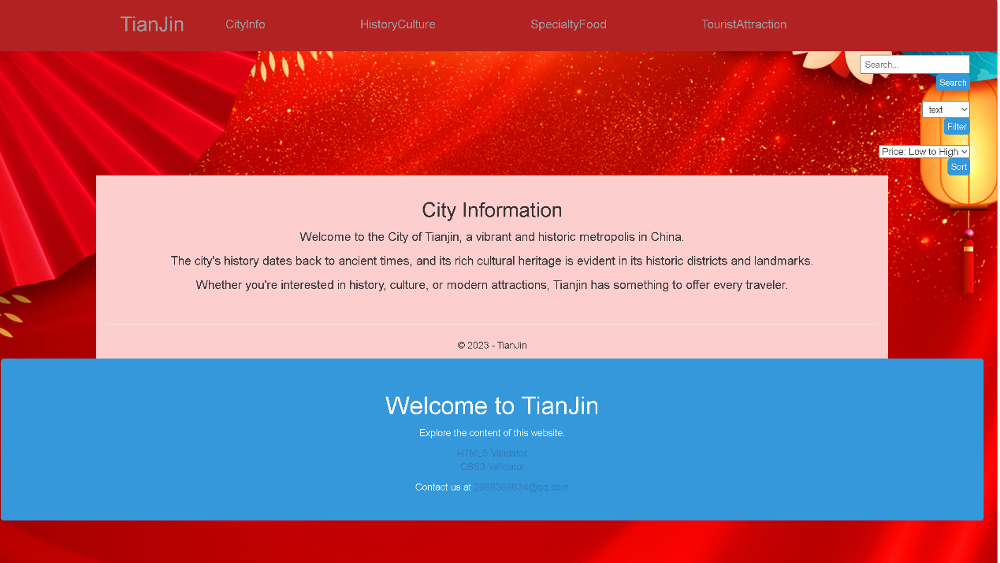 TianJin CityInfo HistoryCulture SpecialtyFood TouristAttraction
Search...
Search
text
Filter
Price: Low to High
Sort
City Information
Welcome to the City of Tianjin, a vibrant and historic metropolis in China.
The city's history dates back to ancient times, and its rich cultural heritage is evident in its historic districts and landmarks.
Whether you're interested in history, culture, or modern attractions, Tianjin has something to offer every traveler.
© 2023 - TianJin
Welcome to TianJin
Explore the content of this website.
HTML5 Validator
CSS3 Validator
Contact us at 2968389634@qq.com